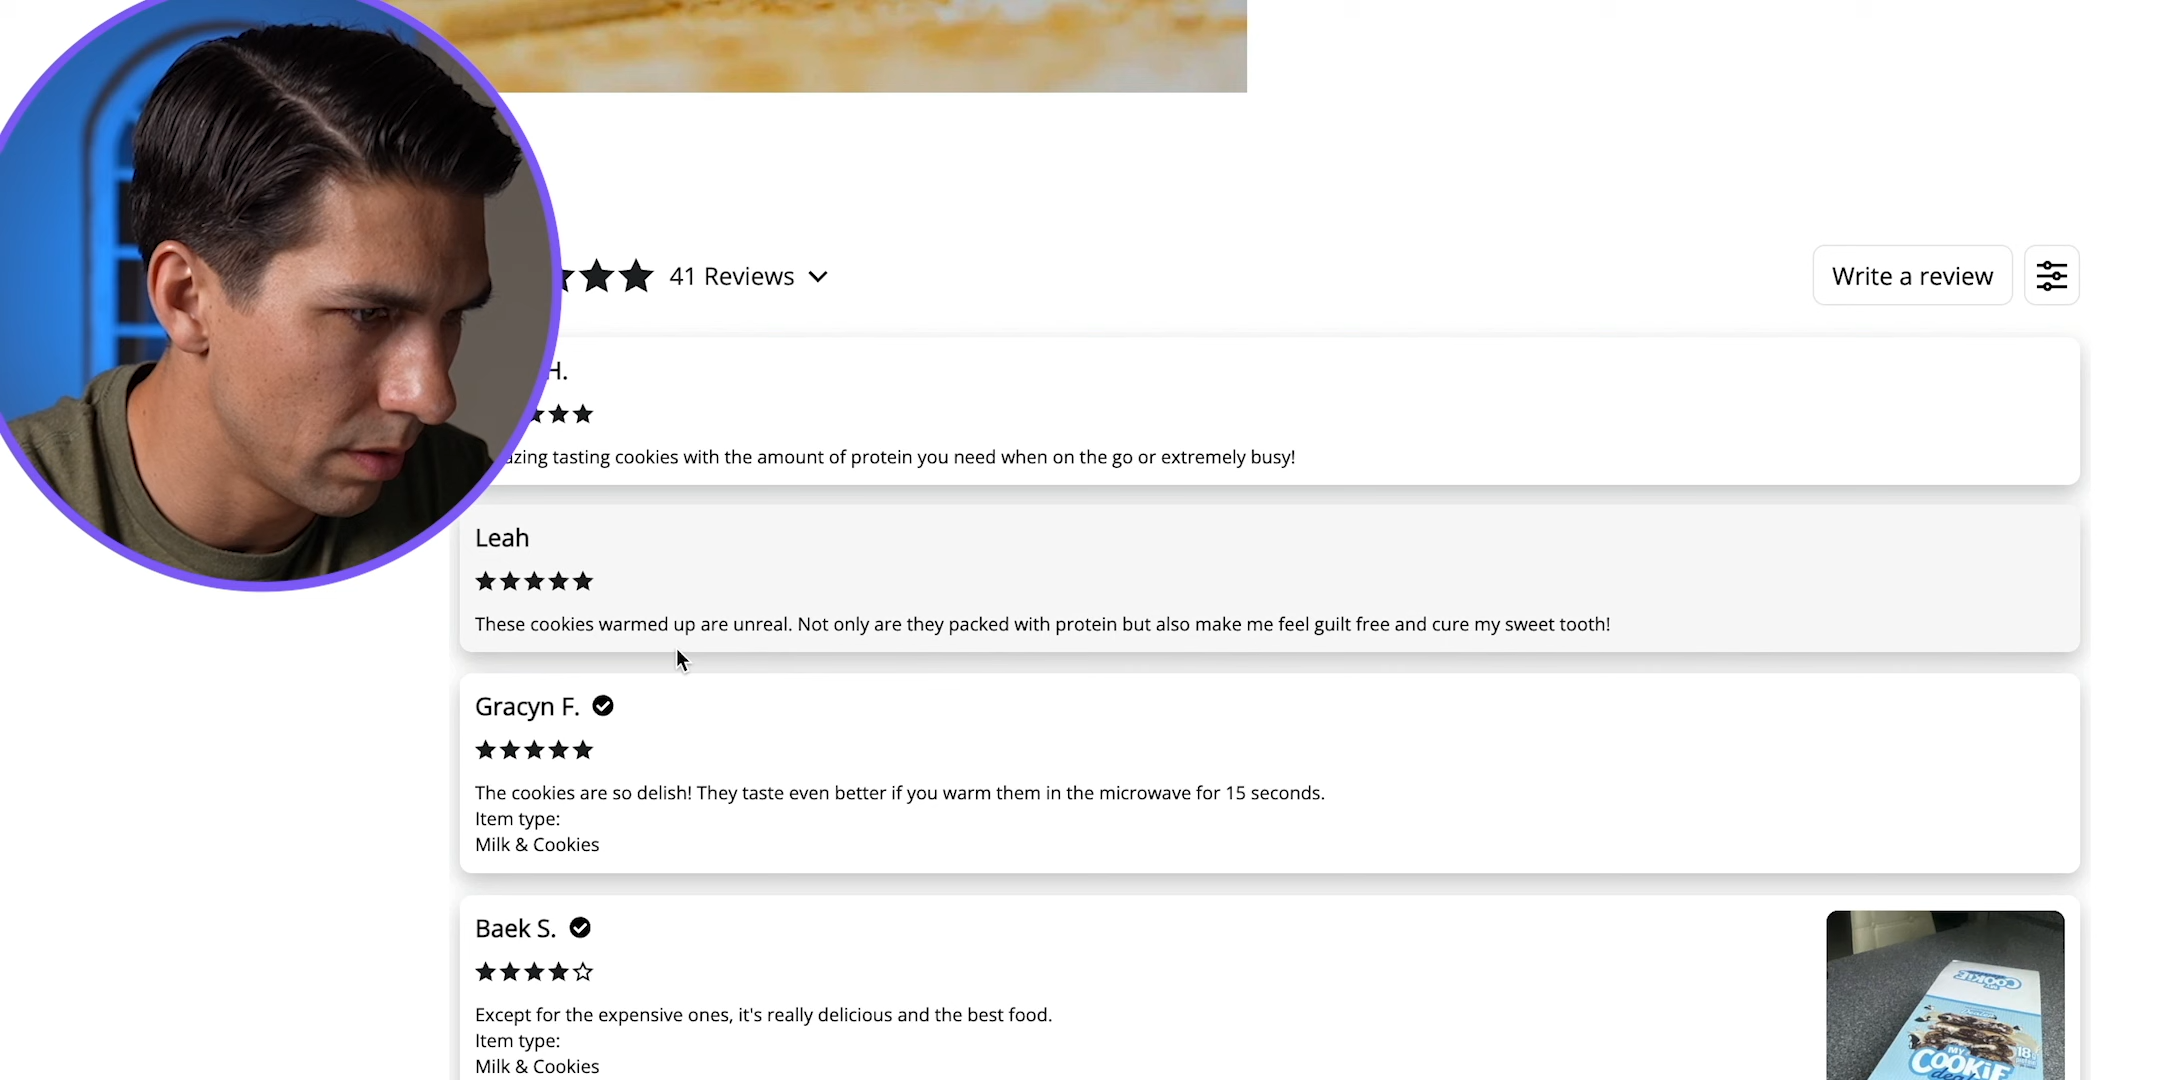 41 Reviews
Write a review
H.
tasting cookies with the amount of protein you need when on the go or extremely busy!
Leah
These cookies warmed up are unreal. Not only are they packed with protein but also make me feel guilt free and cure my sweet tooth!
Gracyn F.
The cookies are so delish! They taste even better if you warm them in the microwave for 15 seconds.
Item type:
Milk & Cookies
Baek S.
Except for the expensive ones, it's really delicious and the best food.
Item type:
Milk & Cookies
COOKIE
MY
18g
COOKIE